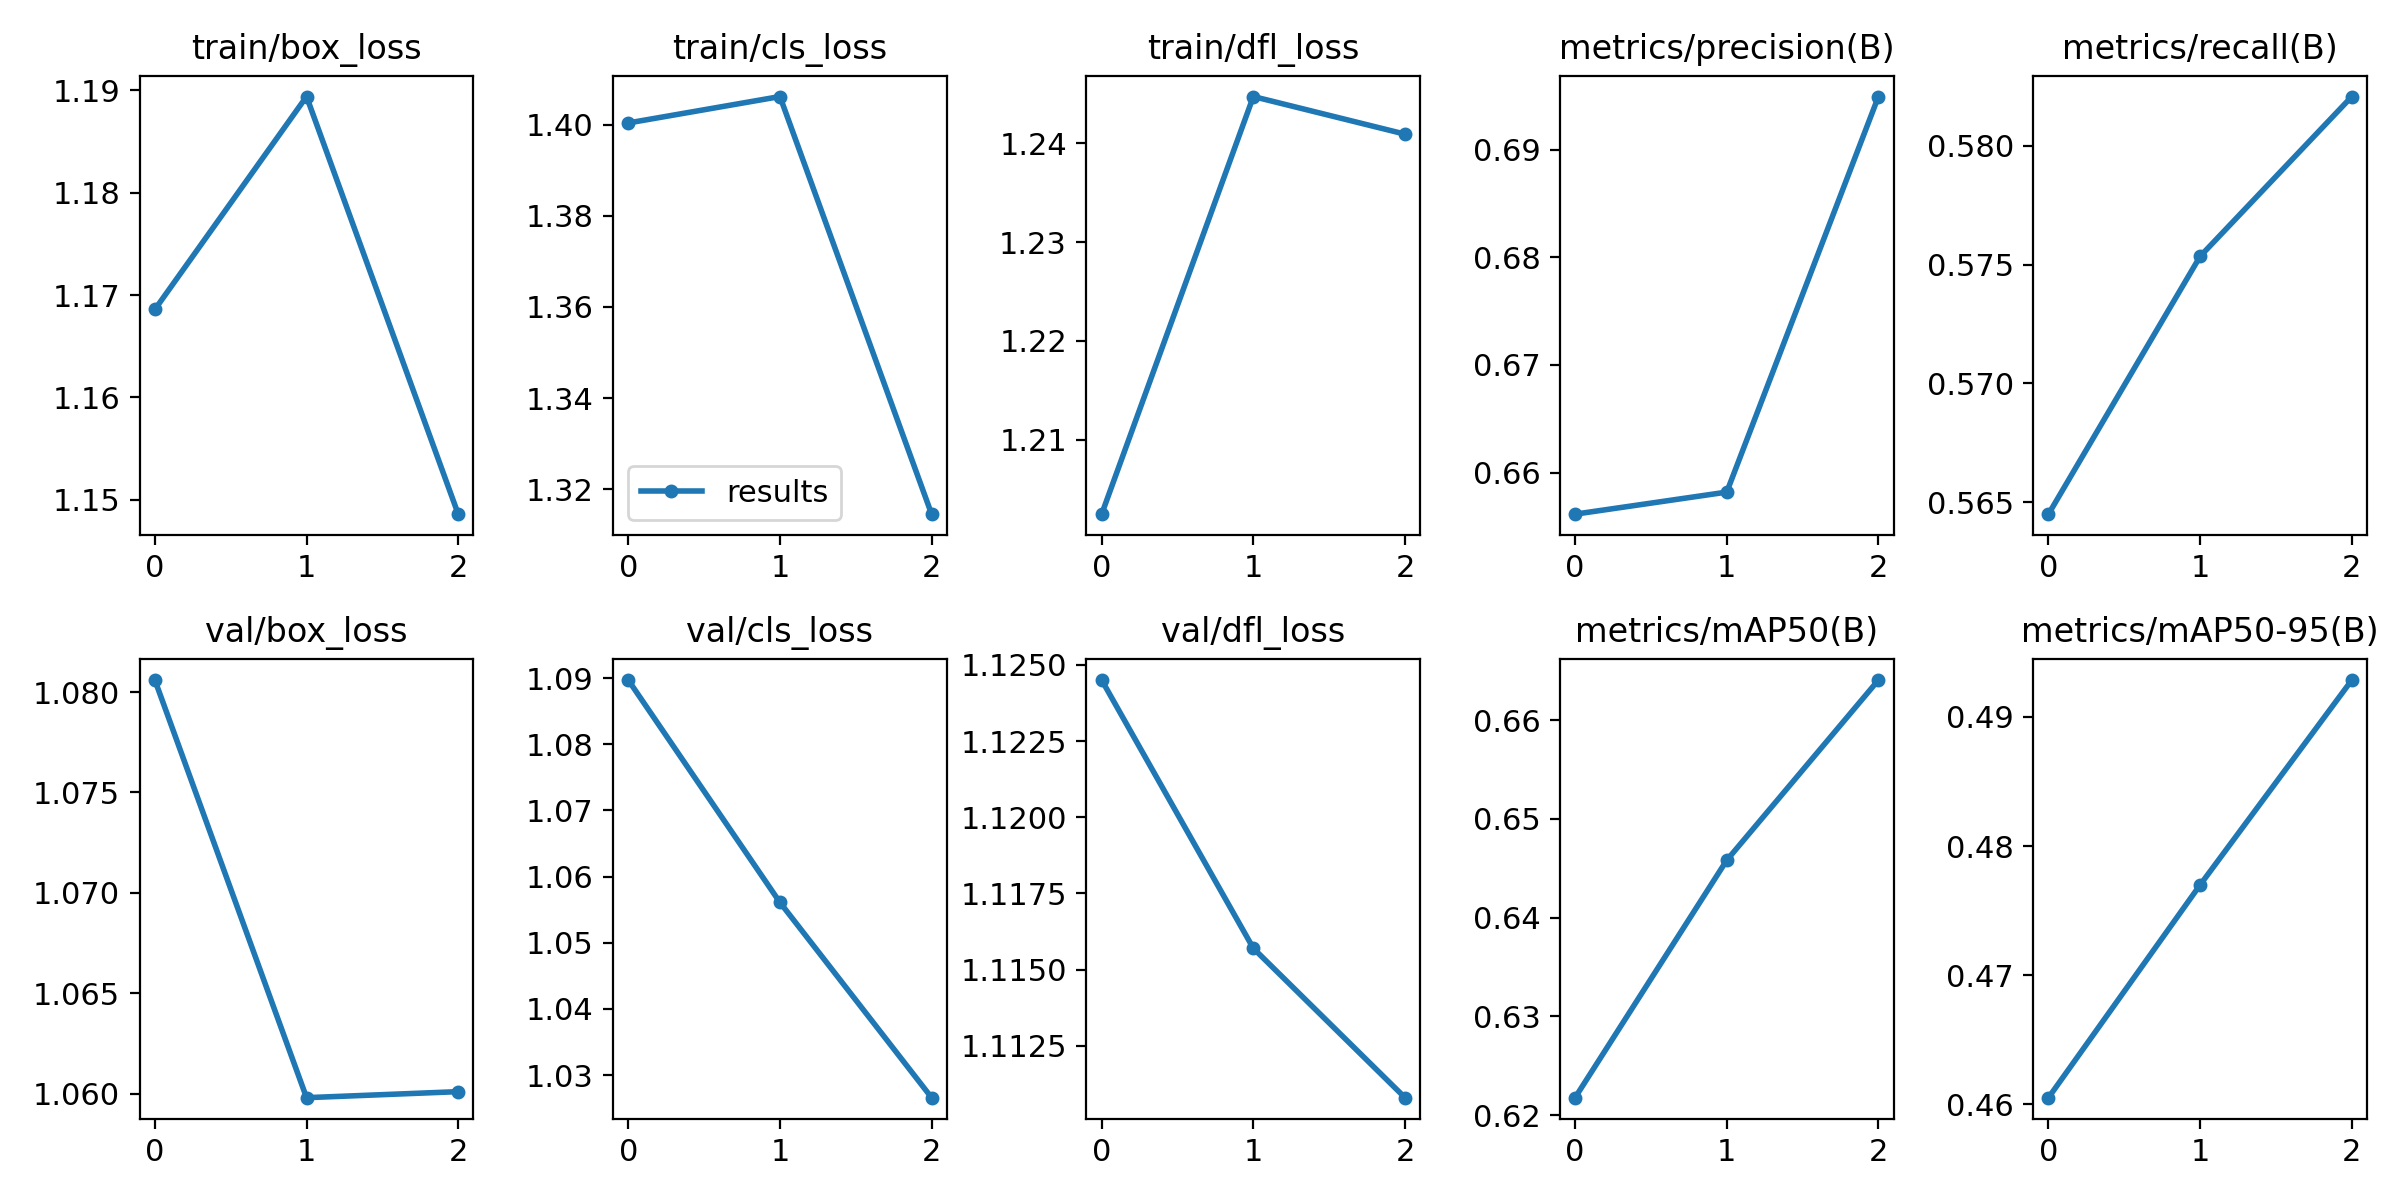 train/box_loss
1.19
1.18
1.17
1.16
1.15
0 1 2
train/cls_loss
1.40
1.38
1.36
1.34
1.32
results
0 1 2
train/dfl_loss
1.24
1.23
1.22
1.21
0 1 2
metrics/precision(B)
0.69
0.68
0.67
0.66
0 1 2
metrics/recall(B)
0.580
0.575
0.570
0.565
0 1 2
val/box_loss
1.080
1.075
1.070
1.065
1.060
0 1 2
val/cls_loss
1.09
1.08
1.07
1.06
1.05
1.04
1.03
0 1 2
val/dfl_loss
1.1250
1.1225
1.1200
1.1175
1.1150
1.1125
0 1 2
metrics/mAP50(B)
0.66
0.65
0.64
0.63
0.62
0 1 2
metrics/mAP50-95(B)
0.49
0.48
0.47
0.46
0 1 2